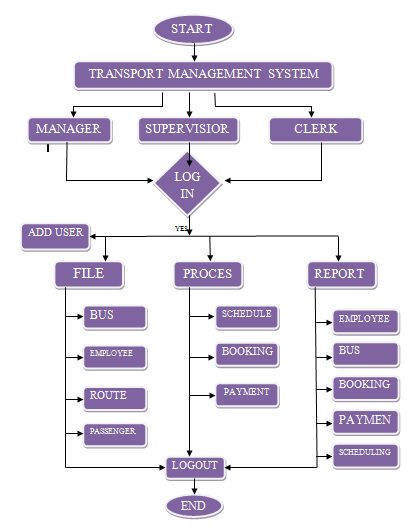 START
TRANSPORT MANAGEMENT SYSTEM
MANAGER
SUPERVISIOR
CLERK
LOG
IN
YES
ADD USER
FILE
PROCES
REPORT
BUS
EMPLOYEE
ROUTE
PASSENGER
SCHEDULE
BOOKING
PAYMENT
EMPLOYEE
BUS
BOOKING
PAYMEN
SCHEDULING
LOGOUT
END